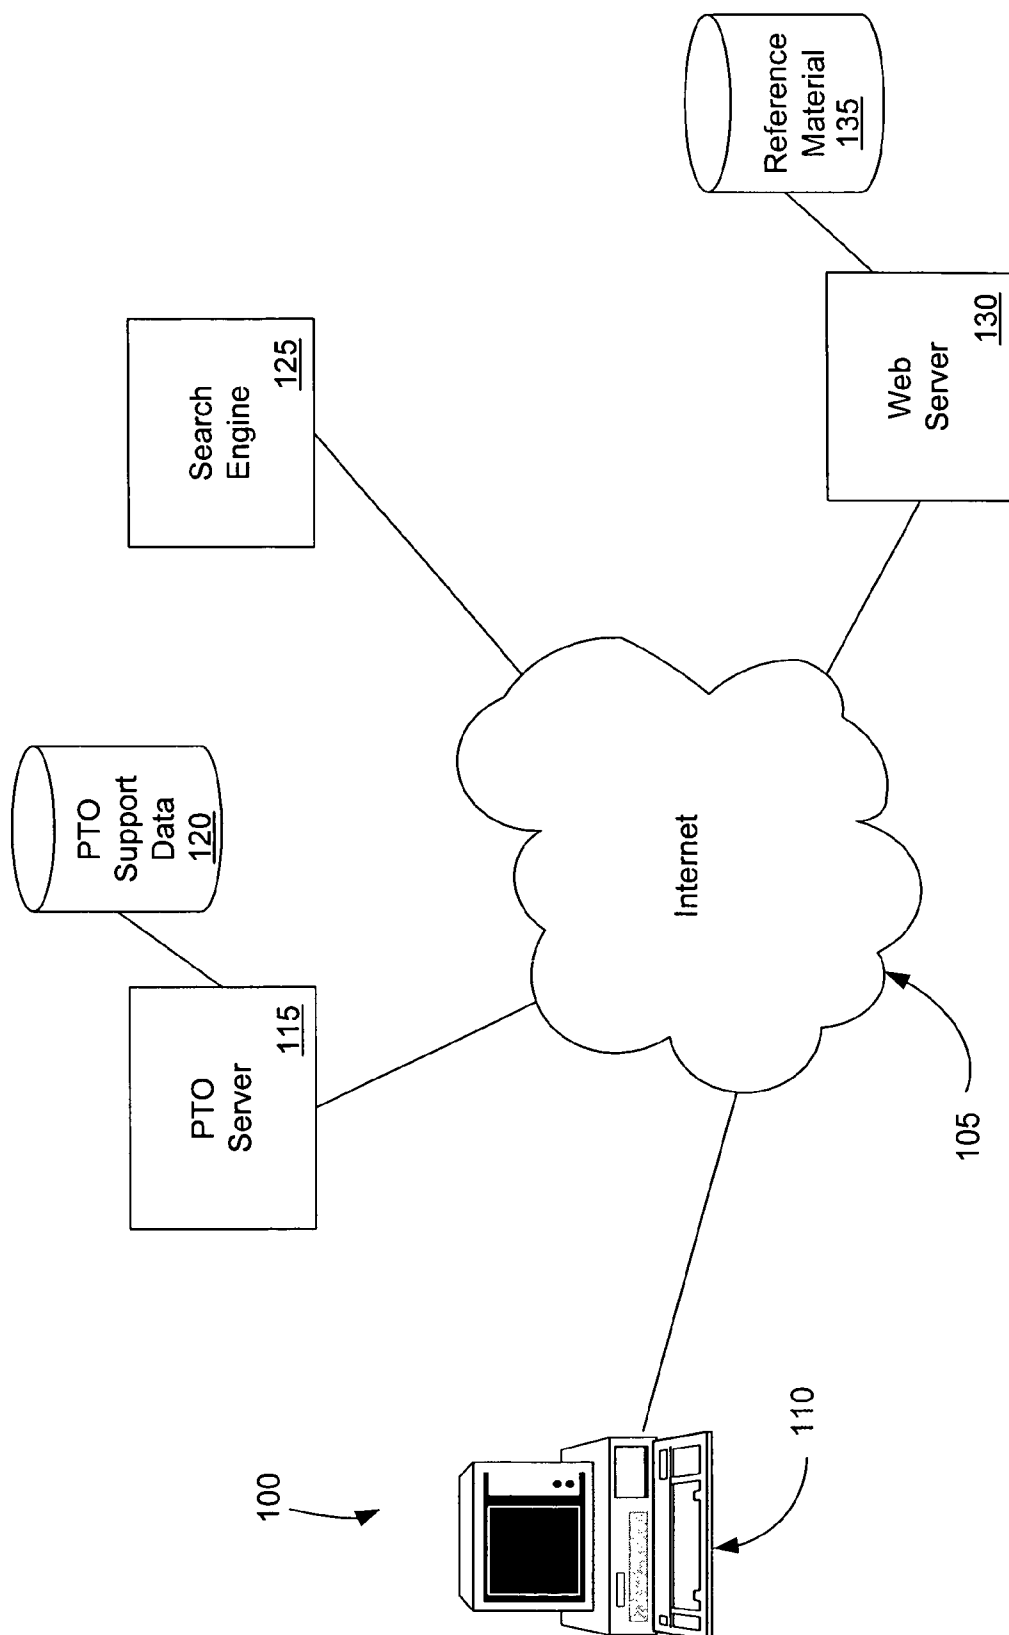 PTO
Support
Data
120
PTO
Server
115
Search
Engine
125
Reference
Material
135
Web
Server
130
Internet
105
100
110